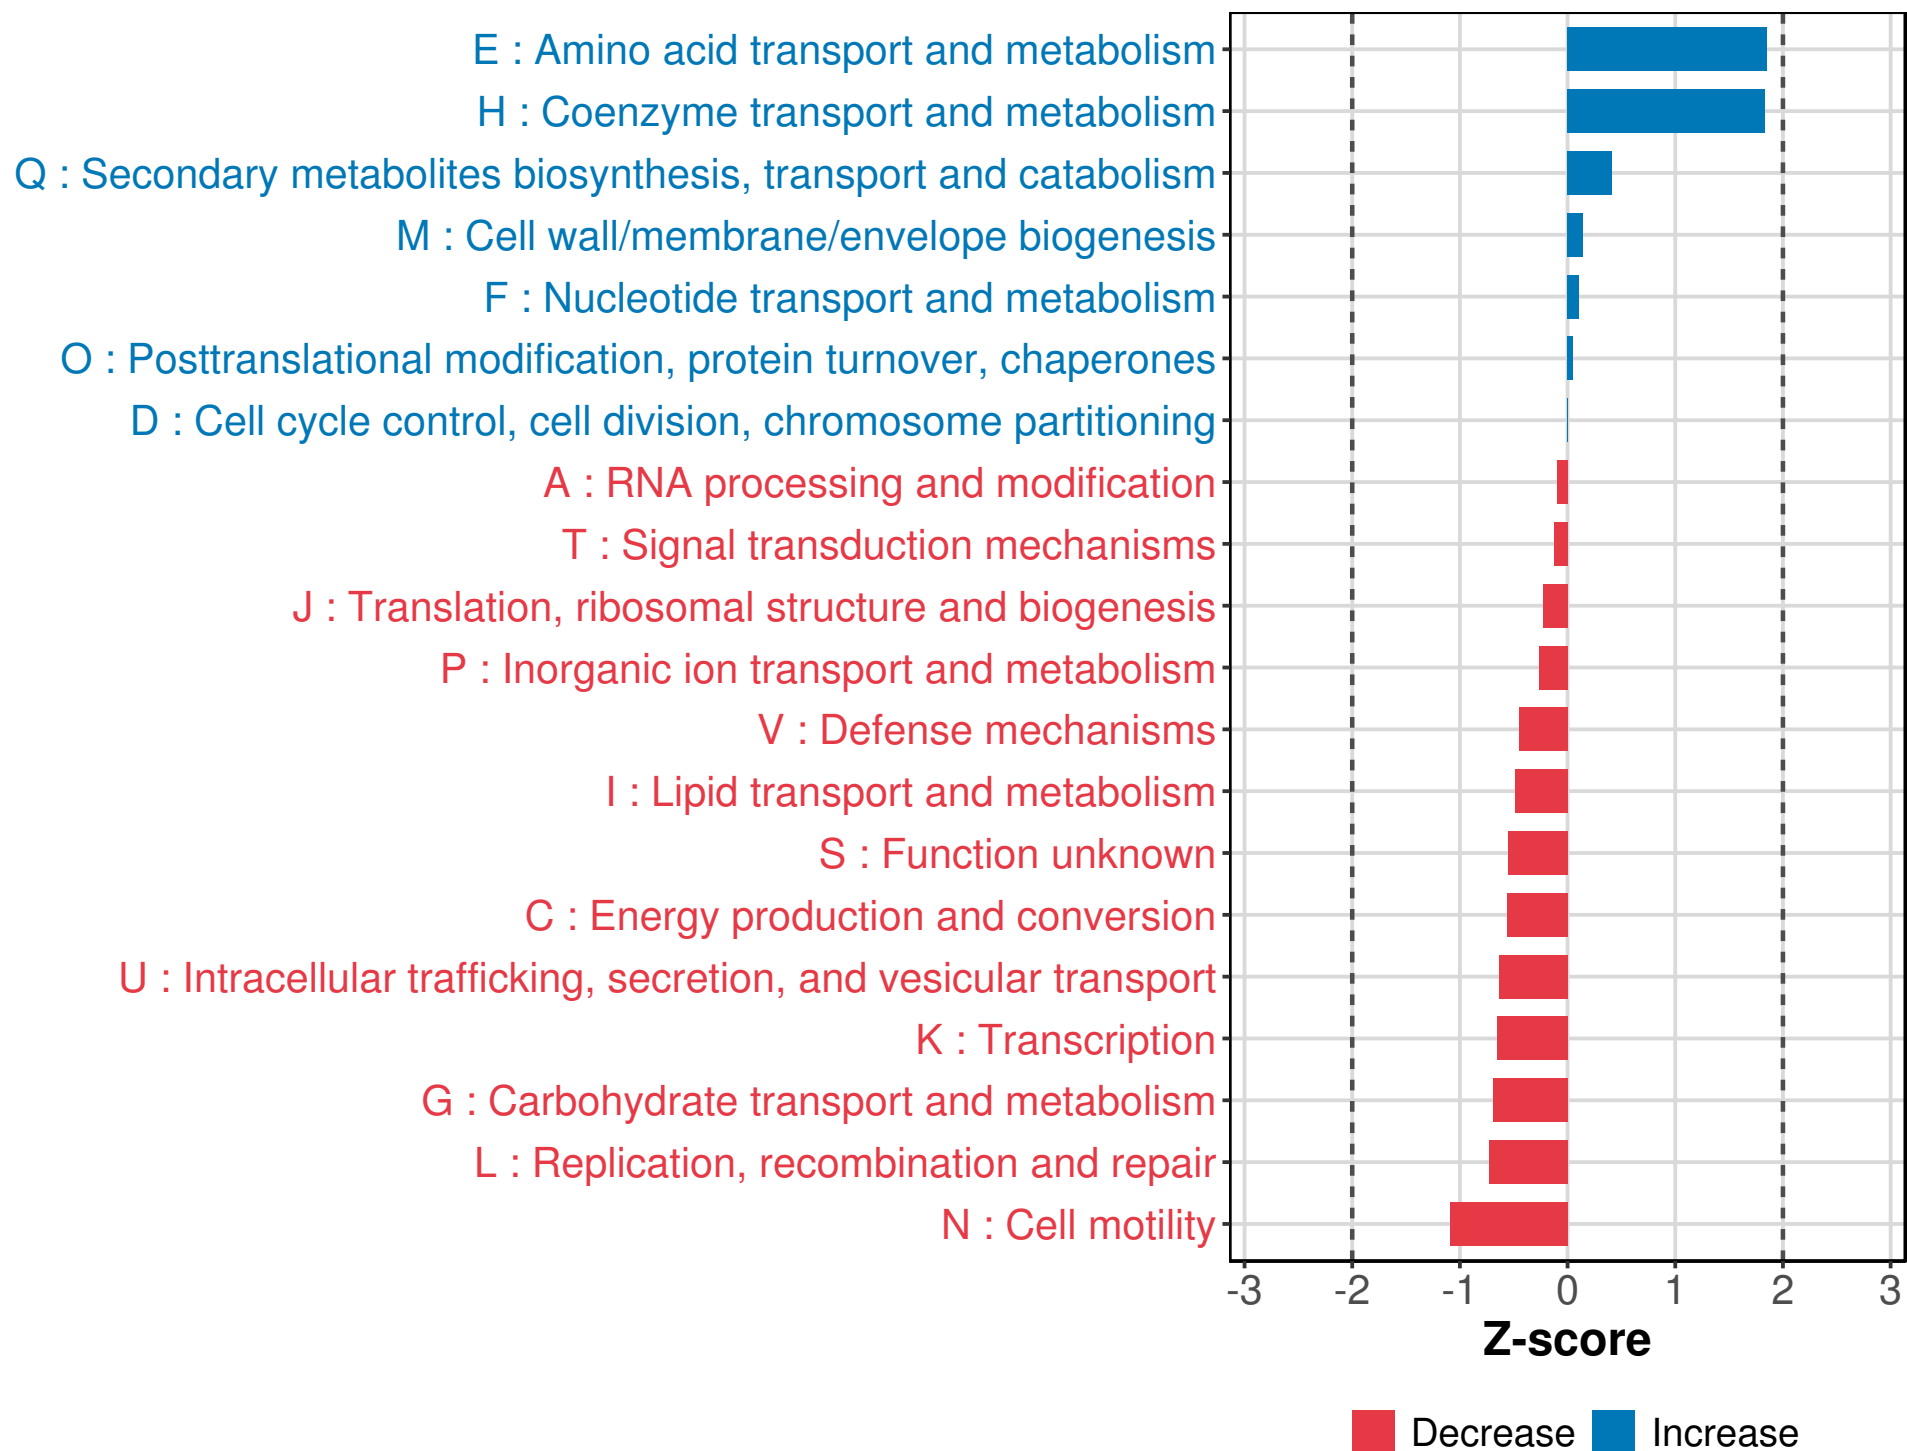 E : Amino acid transport and metabolism
H : Coenzyme transport and metabolism
Q : Secondary metabolites biosynthesis, transport and catabolism
M : Cell wall/membrane/envelope biogenesis
F : Nucleotide transport and metabolism
O : Posttranslational modification, protein turnover, chaperones
D : Cell cycle control, cell division, chromosome partitioning
A : RNA processing and modification
T : Signal transduction mechanisms
J : Translation, ribosomal structure and biogenesis
P : Inorganic ion transport and metabolism
V : Defense mechanisms
I : Lipid transport and metabolism
S : Function unknown
C : Energy production and conversion
U : Intracellular trafficking, secretion, and vesicular transport
K : Transcription
G : Carbohydrate transport and metabolism
L : Replication, recombination and repair
N : Cell motility
-3 -2 -1 0 1 2 3
Z-score
Decrease Increase